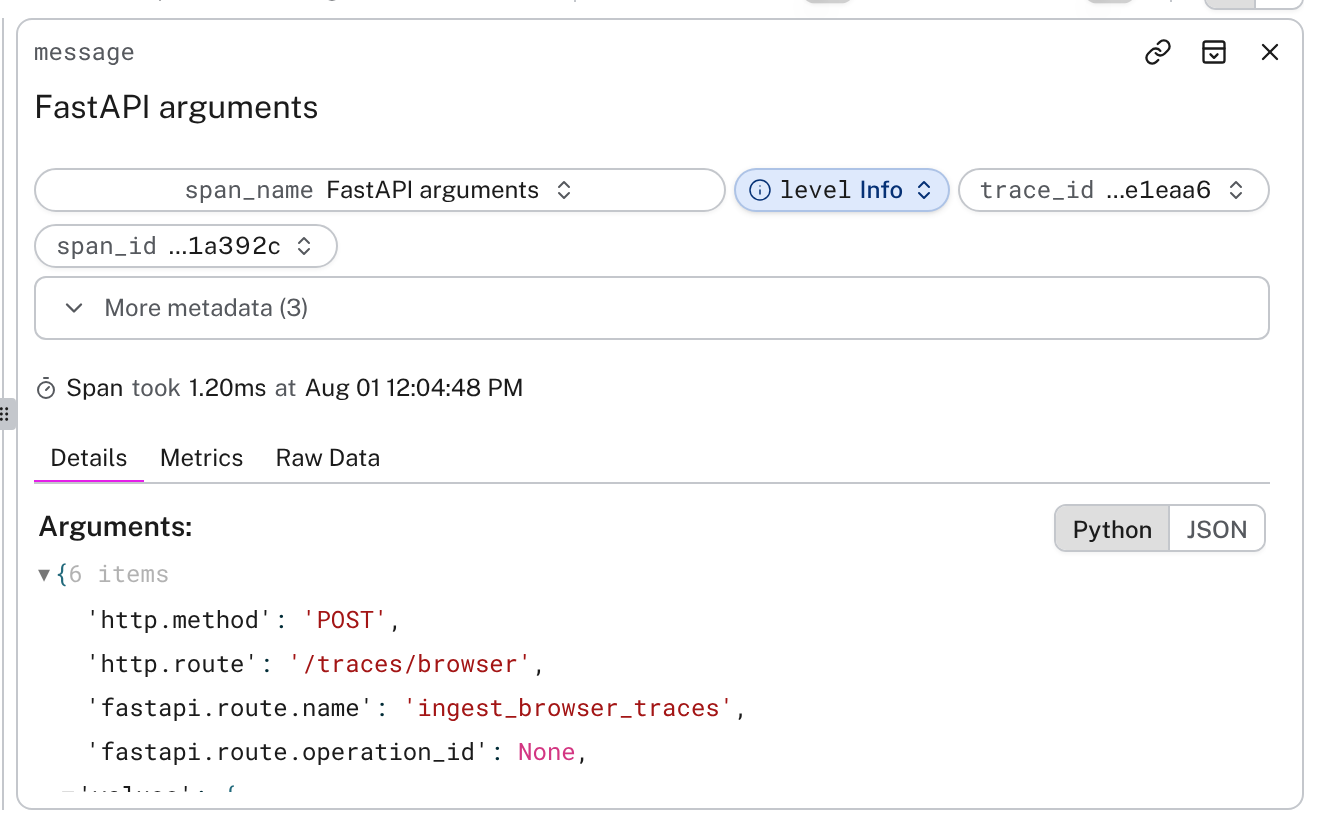 message
FastAPI arguments
span_name FastAPI arguments level Info trace_id …e1eaa6
span_id …1a392c
More metadata (3)
Span took 1.20ms at Aug 01 12:04:48 PM
Details Metrics Raw Data
Arguments: Python JSON
{6 items
'http.method': 'POST',
'http.route': '/traces/browser',
'fastapi.route.name': 'ingest_browser_traces',
'fastapi.route.operation_id': None,
'values': {